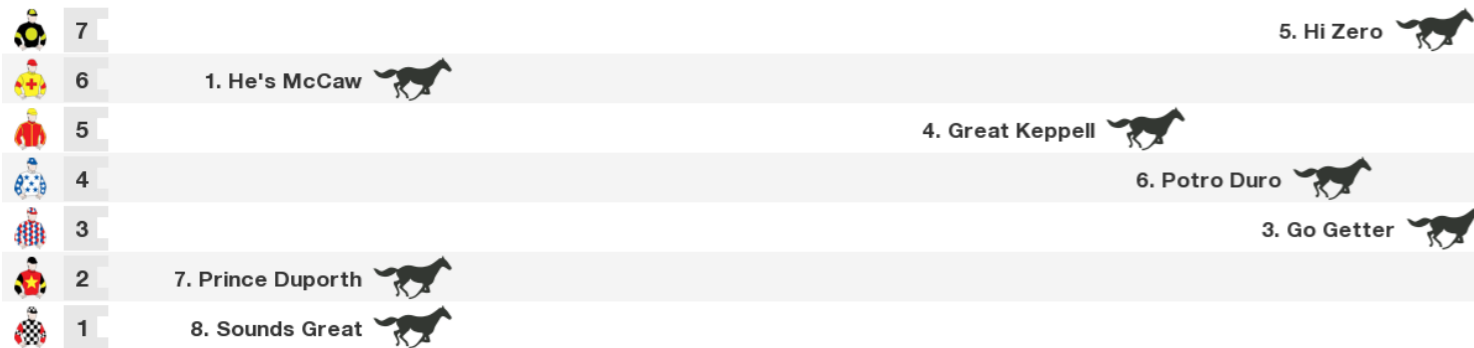 7 5. Hi Zero
6 1. He's McCaw
5 4. Great Keppell
4 6. Potro Duro
3 3. Go Getter
2 7. Prince Duporth
1 8. Sounds Great